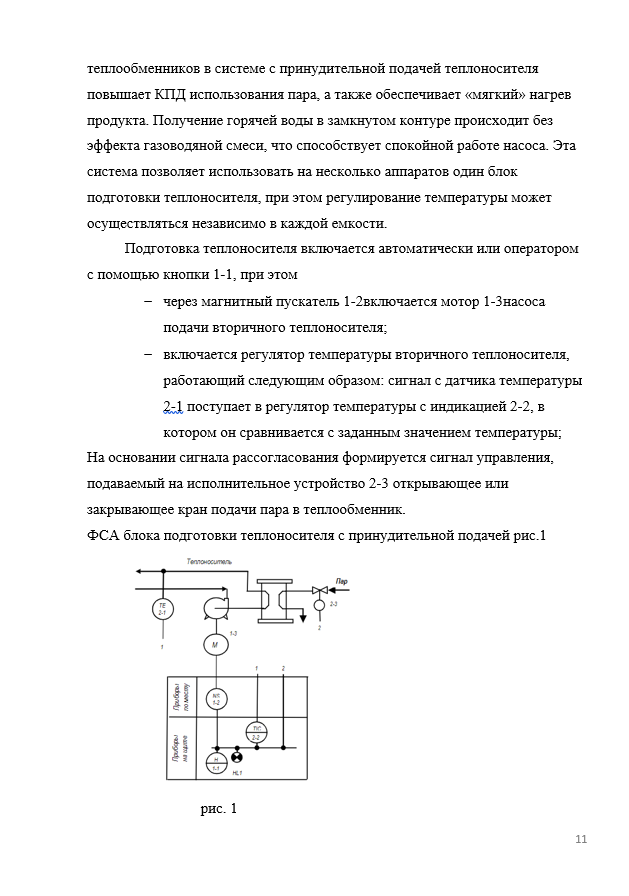 теплообменников в системе с принудительной подачей теплоносителя
повышает КПД использования пара, а также обеспечивает «мягкий» нагрев
продукта. Получение горячей воды в замкнутом контуре происходит без
эффекта газоводяной смеси, что способствует спокойной работе насоса. Эта
система позволяет использовать на несколько аппаратов один блок
подготовки теплоносителя, при этом регулирование температуры может
осуществляться независимо в каждой емкости.
Подготовка теплоносителя включается автоматически или оператором
с помощью кнопки 1-1, при этом
– через магнитный пускатель 1-2включается мотор 1-3насоса
подачи вторичного теплоносителя;
– включается регулятор температуры вторичного теплоносителя,
работающий следующим образом: сигнал с датчика температуры
2-1 поступает в регулятор температуры с индикацией 2-2, в
котором он сравнивается с заданным значением температуры;
На основании сигнала рассогласования формируется сигнал управления,
подаваемый на исполнительное устройство 2-3 открывающее или
закрывающее кран подачи пара в теплообменник.
ФСА блока подготовки теплоносителя с принудительной подачей рис.1
Теплоноситель
Пар
TE
2-1
2-3
1
2
1-3
M
1
2
Приборы
по месту
NS
1-2
Приборы
на щите
TIC
2-2
H
1-1
HL1
рис. 1
11